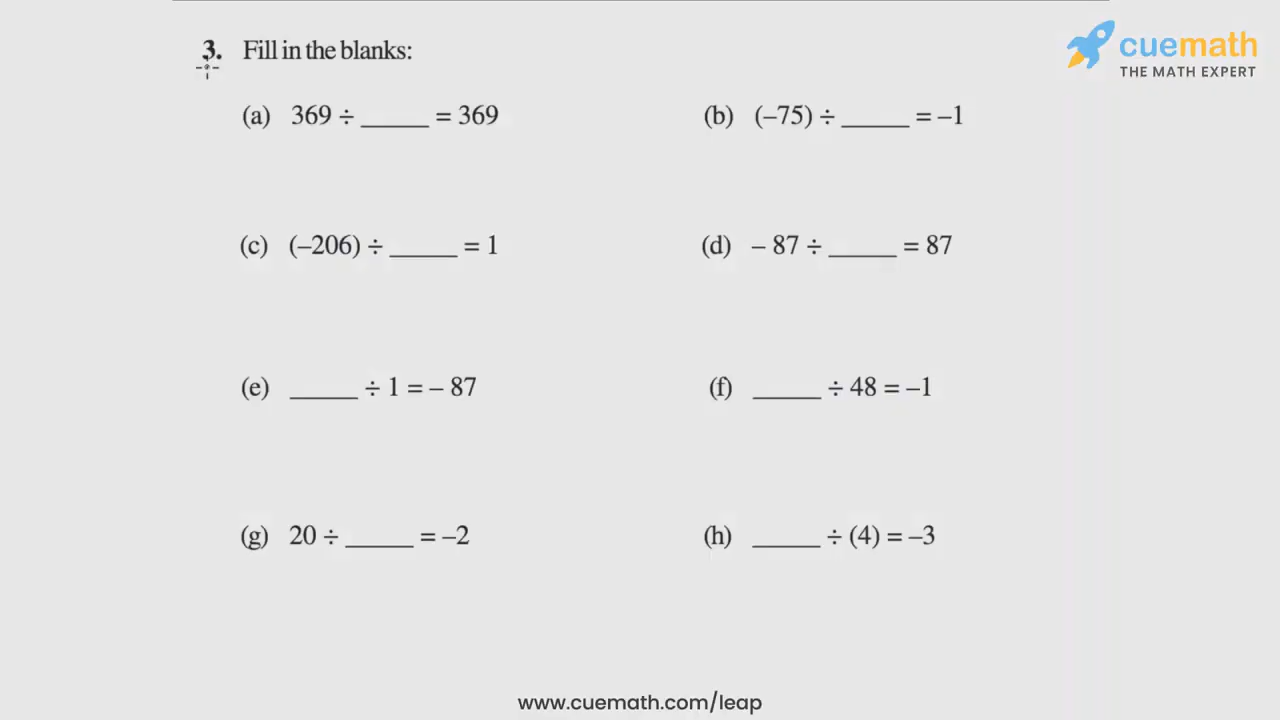 3. Fill in the blanks:
cuemath
THE MATH EXPERT
(a) 369 ÷ _____ = 369
(b) (–75) ÷ _____ = –1
(c) (–206) ÷ _____ = 1
(d) – 87 ÷ _____ = 87
(e) _____ ÷ 1 = – 87
(f) _____ ÷ 48 = –1
(g) 20 ÷ _____ = –2
(h) _____ ÷ (4) = –3
www.cuemath.com/leap